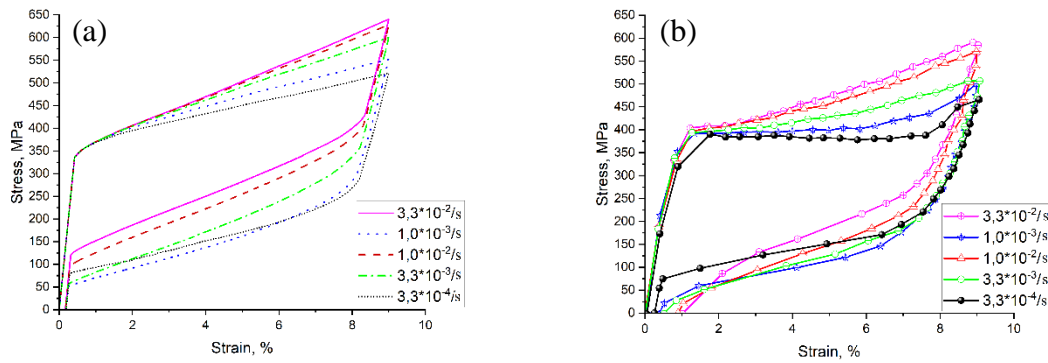 (a)
Stress, MPa
650
600
550
500
450
400
350
300
250
200
150
100
50
0
0 2 4 6 8 10
Strain, %
3,3*10-2/s
1,0*10-3/s
1,0*10-2/s
3,3*10-3/s
3,3*10-4/s
(b)
Stress, MPa
650
600
550
500
450
400
350
300
250
200
150
100
50
0
0 2 4 6 8 10
Strain, %
3,3*10-2/s
1,0*10-3/s
1,0*10-2/s
3,3*10-3/s
3,3*10-4/s